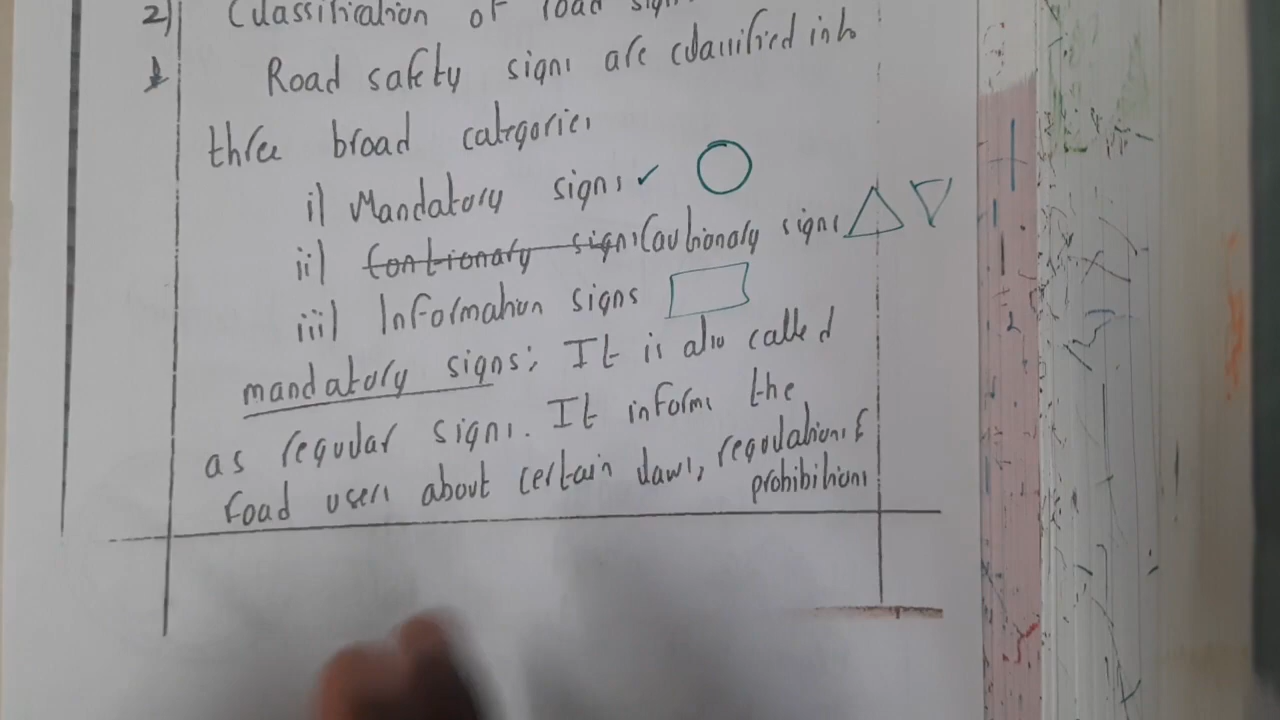 2) Classification of road sign
Road safety signs are classified into
three broad categories
i) Mandatory signs
ii) Contionary signs Cautionary signs
iii) Information signs
mandatory signs; It is also called
as regular signs. It informs the
road users about certain laws, regulations &
prohibitions